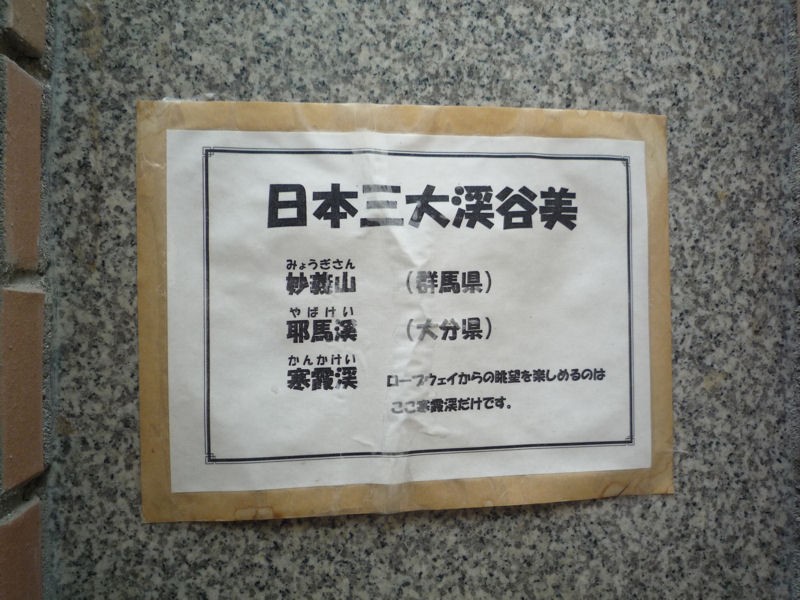 日本三大渓谷美
みょうぎさん
妙義山 (群馬県)
やばけい
耶馬渓 (大分県)
かんかけい
寒霞渓 ロープウェイからの眺望を楽しめるのは
ここ寒霞渓だけです。